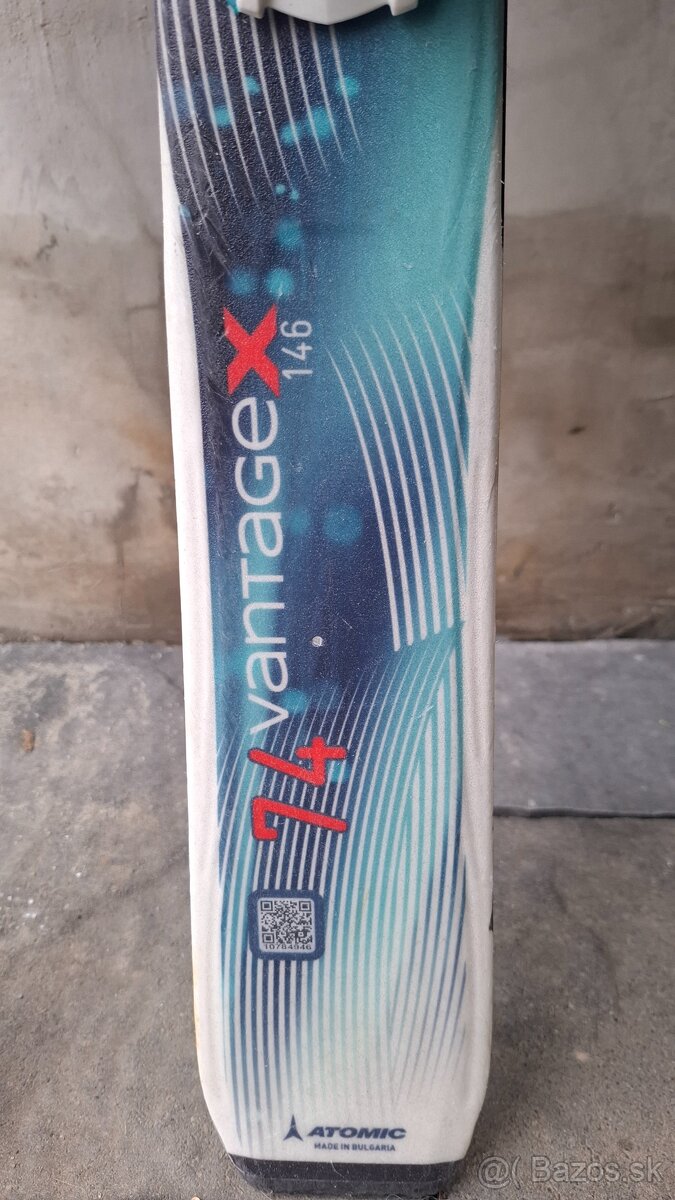 74 vanTAGe X
146
10784946
ATOMIC
MADE IN BULGARIA
@( Bazos.sk